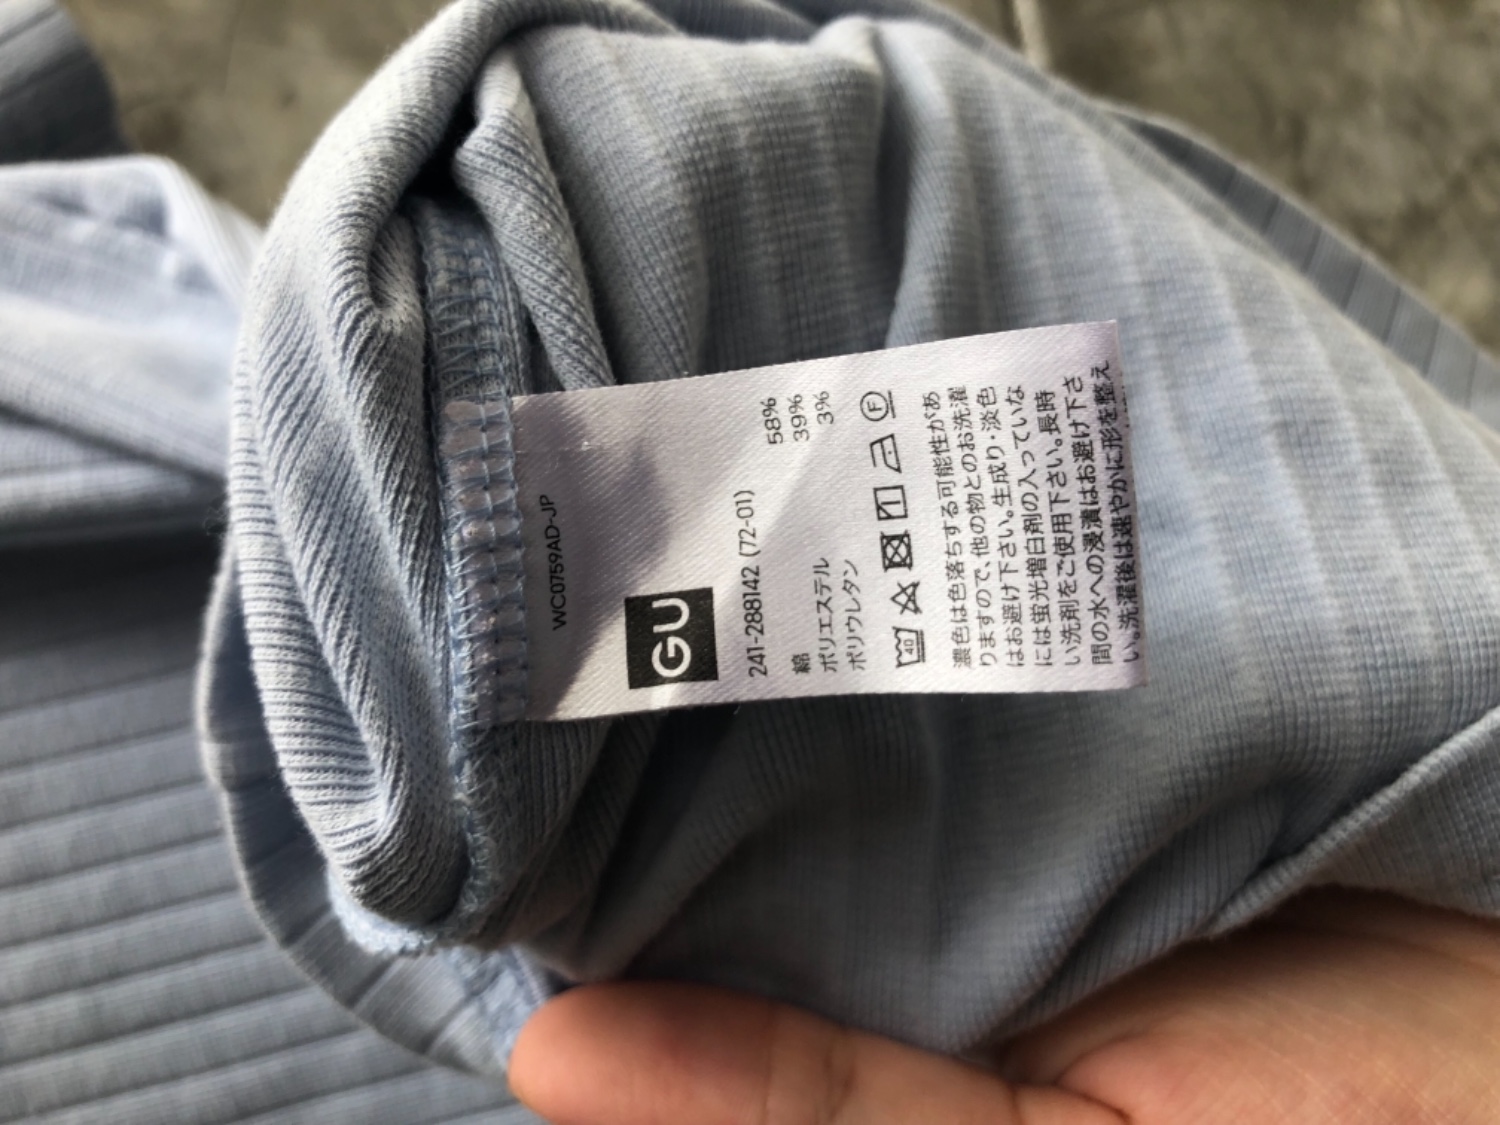 WC0759AD-JP
GU
241-288142 (72-01)
綿 58%
ポリエステル 39%
ポリウレタン 3%
40 F
濃色は色落ちする可能性があ
りますので、他の物とのお洗濯
はお避け下さい。生成り・淡色
には蛍光増白剤の入っていな
い洗剤をご使用下さい。長時
間の水への浸漬はお避け下さ
い。洗濯後は速やかに形を整え